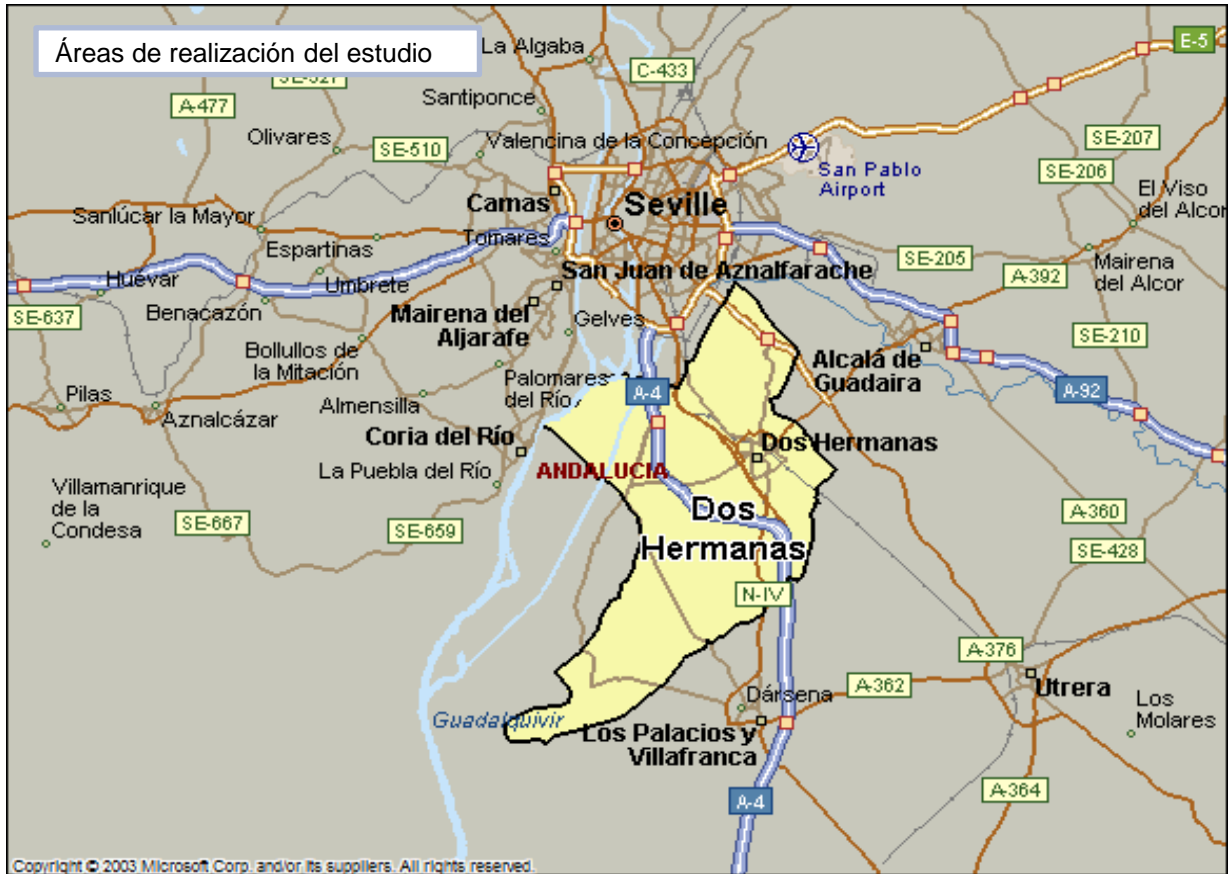 Áreas de realización del estudio
La Algaba
E-5
C-433
A-477
Santiponce
Olivares
SE-510
Valencina de la Concepción
SE-207
San Pablo
Airport
SE-206
Camas
Seville
El Viso
del Alcor
Sanlúcar la Mayor
Tomares
Espartinas
San Juan de Aznalfarache
SE-205
A-392
Mairena
del Alcor
Huévar
Umbrete
Benacazón
Mairena del
Aljarafe
Gelves
SE-637
SE-210
Bollullos de
la Mitación
Alcalá de
Guadaira
Pilas
Aznalcázar
Almensilla
Palomares
del Río
A-4
A-92
Coria del Río
Dos Hermanas
La Puebla del Río
ANDALUCIA
Villamanrique
de la
Condesa
SE-667
SE-659
Dos
Hermanas
A-360
SE-428
N-IV
A-376
Utrera
Dársena
A-362
Los
Molares
Guadalquivir
Los Palacios y
Villafranca
A-4
A-364
Copyright © 2003 Microsoft Corp. and/or its suppliers. All rights reserved.